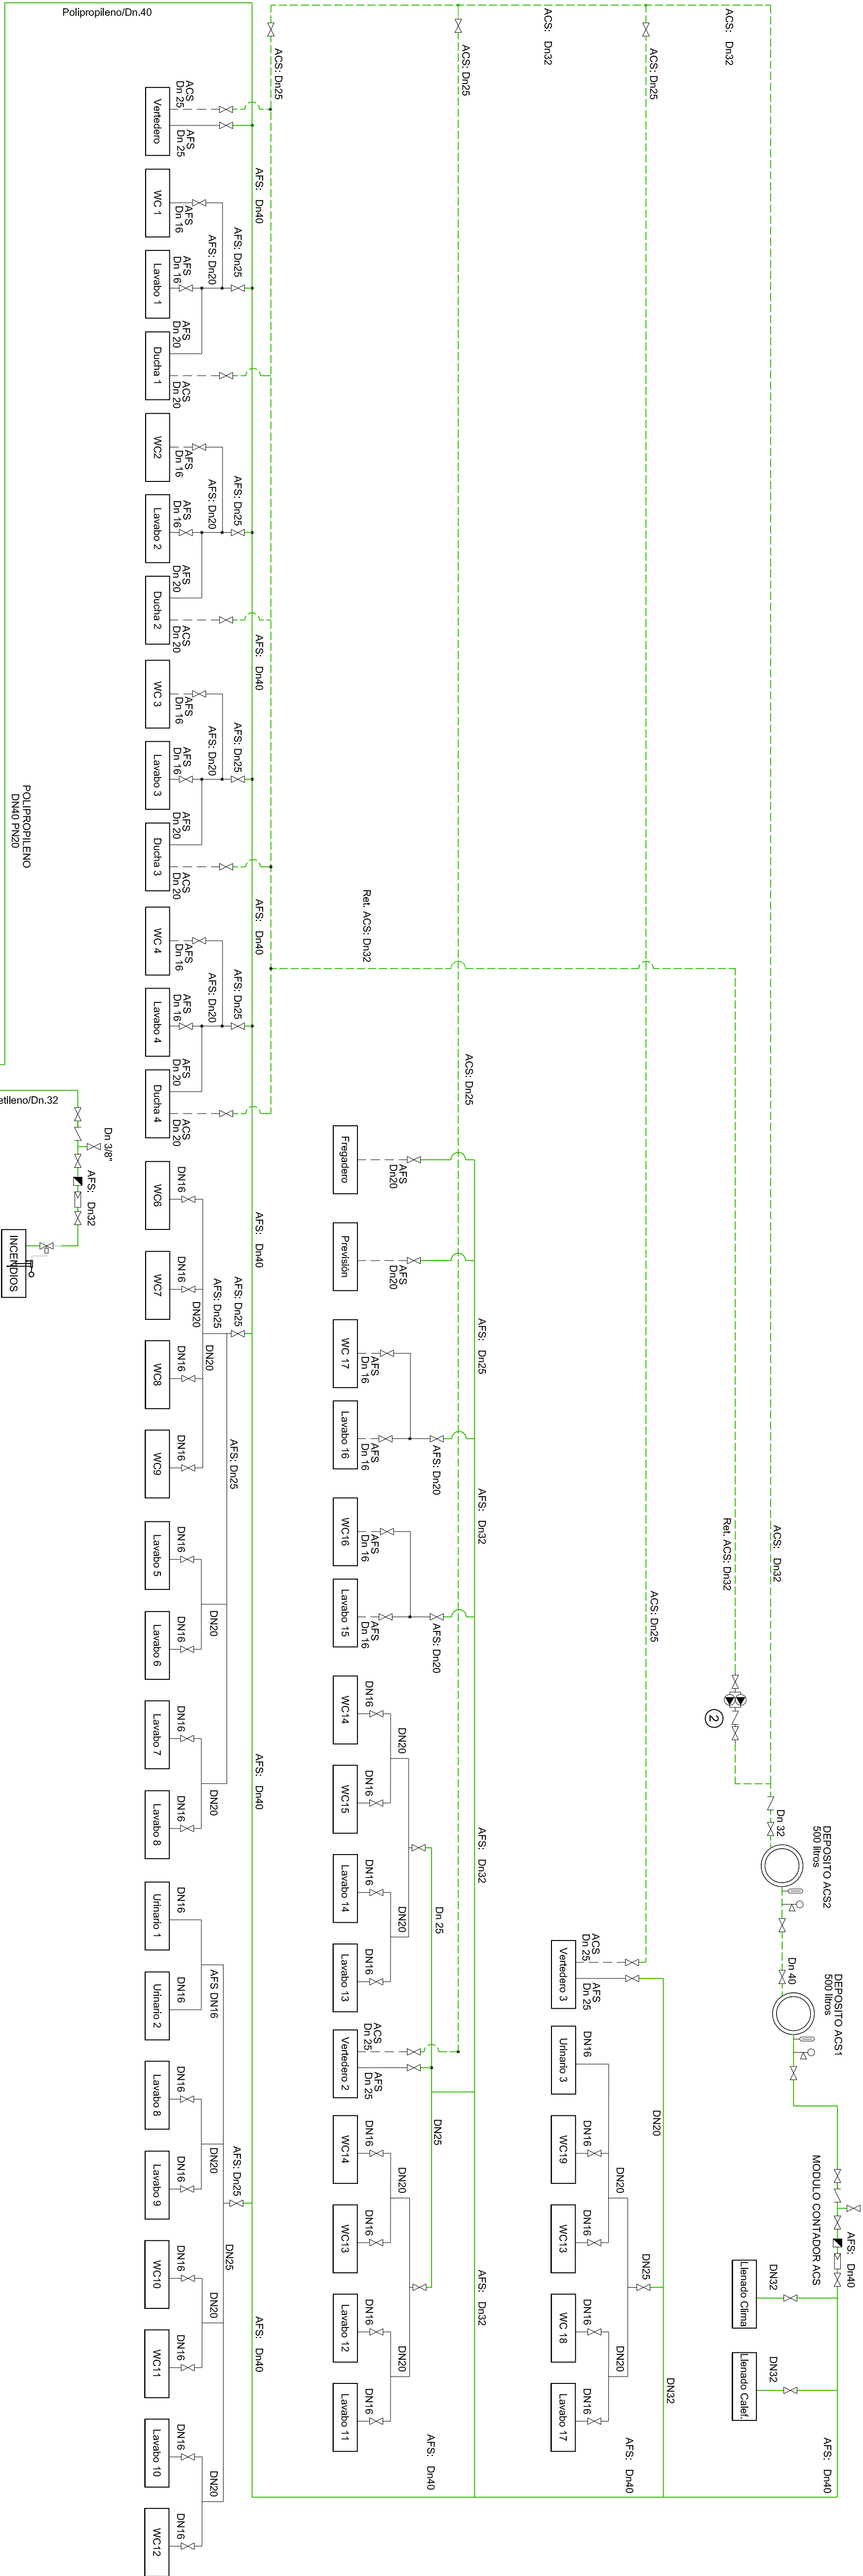 Polipropileno/Dn.40
POLIPROPILENO
DN40 PN20
etileno/Dn.32
Dn 3/8"
AFS: Dn32
INCENDIOS
ACS: Dn32
ACS: Dn32
ACS: Dn32
ACS: Dn25
ACS: Dn25
ACS: Dn25
ACS: Dn25
ACS: Dn25
Ret. ACS: Dn32
Ret. ACS: Dn32
2
Dn 32
DEPOSITO ACS2
500 litros
Dn 40
DEPOSITO ACS1
500 litros
MODULO CONTADOR ACS
AFS: Dn40
DN32
Llenado Clima
DN32
Llenado Calef.
AFS: Dn40
ACS
Dn 25
AFS
Dn 25
Vertedero 3
DN16
Urinario 3
DN20
DN16
WC19
DN20
DN16
WC13
DN25
DN16
WC 18
DN20
DN16
Lavabo 17
DN32
AFS: Dn40
AFS
Dn20
Fregadero
AFS
Dn20
Previsión
AFS: Dn25
AFS
Dn 16
WC 17
AFS
Dn 16
Lavabo 16
AFS: Dn20
AFS: Dn32
AFS
Dn 16
WC16
AFS
Dn 16
Lavabo 15
AFS: Dn20
DN16
WC14
DN20
DN16
WC15
AFS: Dn32
DN16
Lavabo 14
DN20
DN16
Lavabo 13
Dn 25
ACS
Dn 25
AFS
Dn 25
Vertedero 2
DN25
DN16
WC14
DN20
DN16
WC13
AFS: Dn32
DN16
Lavabo 12
DN20
DN16
Lavabo 11
AFS: Dn40
ACS
Dn 25
AFS
Dn 25
Vertedero
AFS: Dn40
AFS
Dn 16
WC 1
AFS: Dn25
AFS: Dn20
AFS
Dn 16
Lavabo 1
AFS
Dn 20
ACS
Dn 20
Ducha 1
AFS
Dn 16
WC2
AFS: Dn25
AFS: Dn20
AFS
Dn 16
Lavabo 2
AFS
Dn 20
ACS
Dn 20
Ducha 2
AFS: Dn40
AFS
Dn 16
WC 3
AFS: Dn25
AFS: Dn20
AFS
Dn 16
Lavabo 3
AFS
Dn 20
ACS
Dn 20
Ducha 3
AFS: Dn40
AFS
Dn 16
WC 4
AFS: Dn25
AFS: Dn20
AFS
Dn 16
Lavabo 4
AFS
Dn 20
ACS
Dn 20
Ducha 4
AFS: Dn40
DN16
WC6
DN16
WC7
DN20
AFS: Dn25
AFS: Dn25
DN20
DN16
WC8
DN16
WC9
AFS: Dn25
DN16
Lavabo 5
DN20
DN16
Lavabo 6
DN16
Lavabo 7
DN20
DN16
Lavabo 8
AFS: Dn40
DN16
Urinario 1
AFS DN16
DN16
Urinario 2
DN16
Lavabo 8
DN20
DN16
Lavabo 9
AFS: Dn25
DN25
DN16
WC10
DN20
DN16
WC11
AFS: Dn40
DN16
Lavabo 10
DN20
DN16
WC12